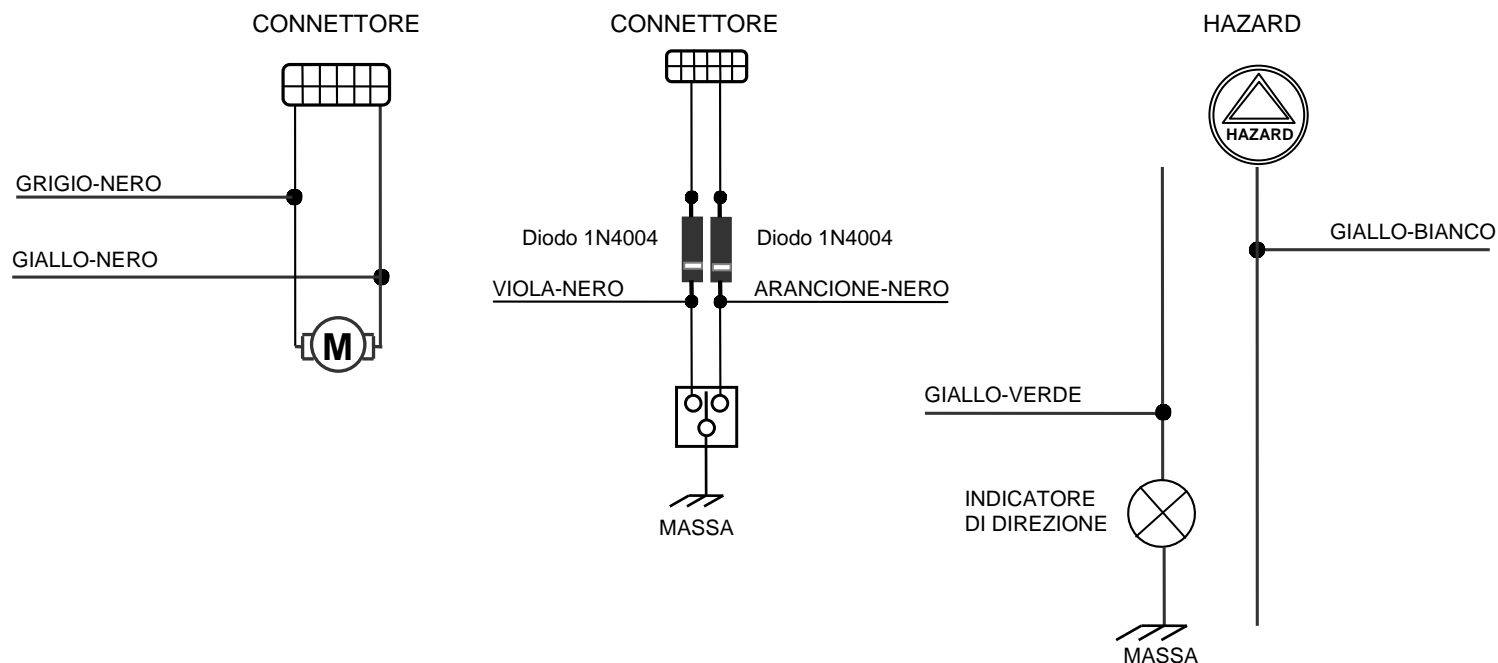 CONNETTORE
CONNETTORE
HAZARD
HAZARD
GRIGIO-NERO
GIALLO-NERO
M
Diodo 1N4004
Diodo 1N4004
VIOLA-NERO
ARANCIONE-NERO
MASSA
GIALLO-BIANCO
GIALLO-VERDE
INDICATORE
DI DIREZIONE
MASSA